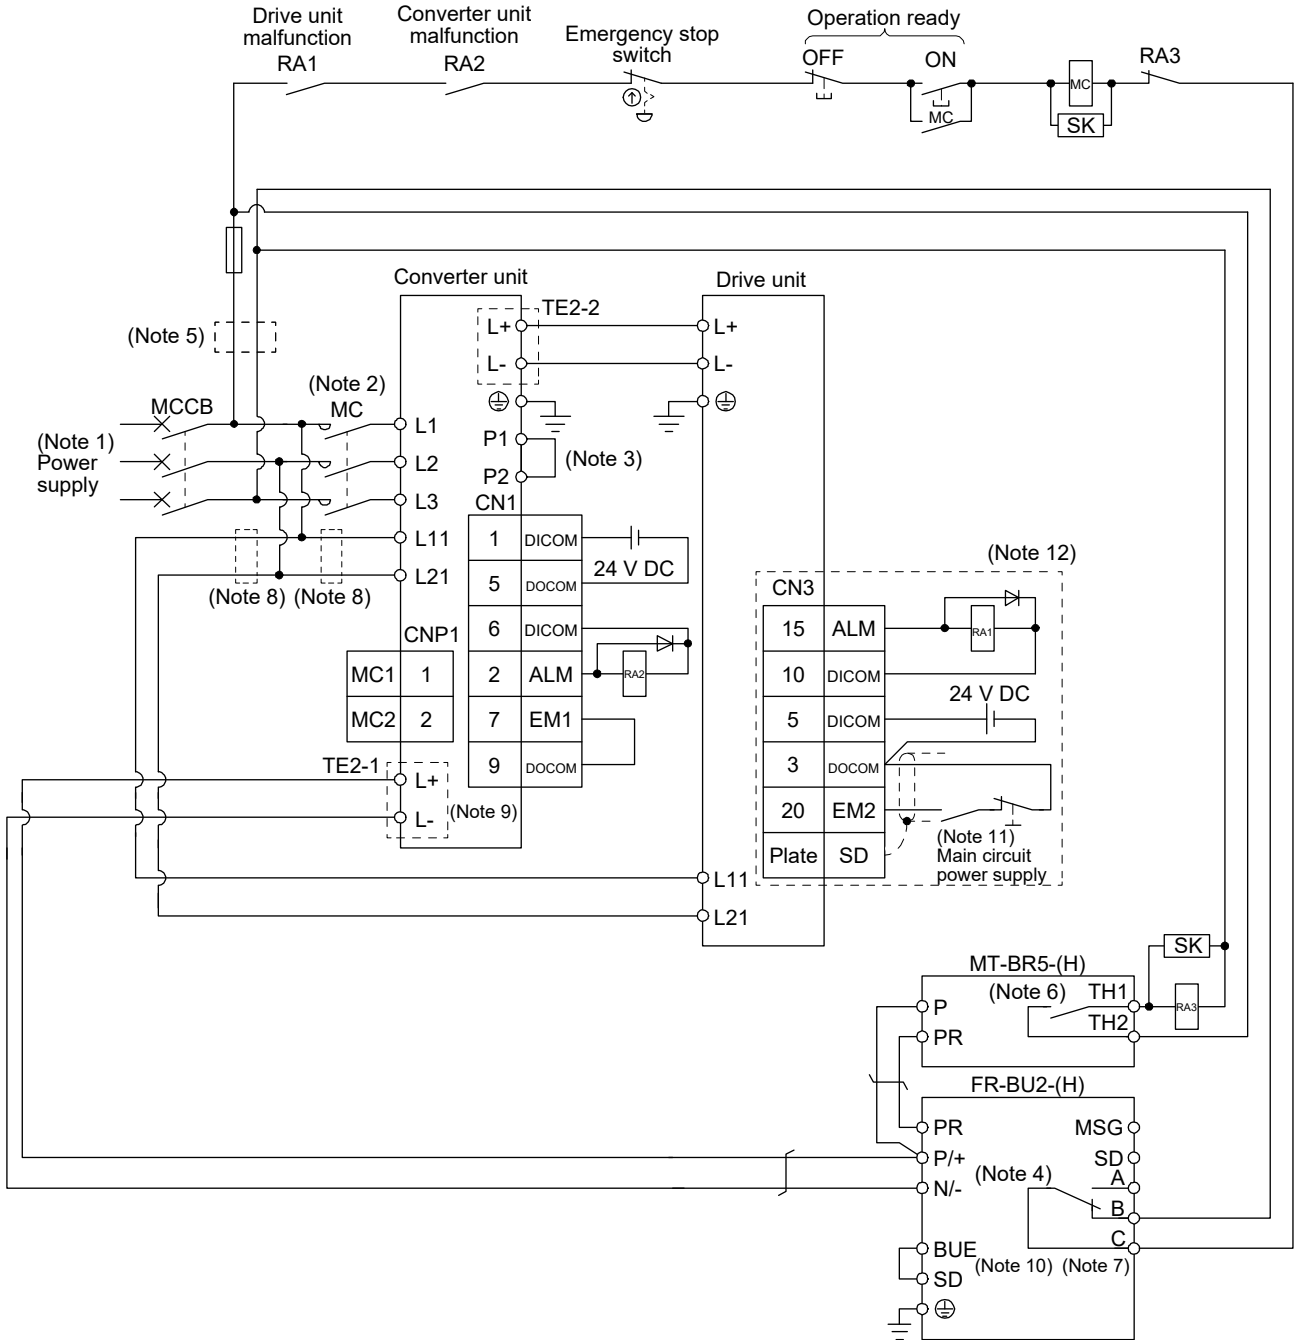 Drive unit
malfunction
RA1
Converter unit
malfunction
RA2
Emergency stop
switch
Operation ready
OFF
ON
MC
MC
SK
RA3
Converter unit
Drive unit
TE2-2
L+
L-
L+
L-
(Note 5)
(Note 2)
MCCB
MC
(Note 1)
Power
supply
L1
L2
L3
L11
L21
P1
P2
(Note 3)
(Note 8)
(Note 8)
CN1
1 DICOM
5 DOCOM
6 DICOM
2 ALM
7 EM1
9 DOCOM
24 V DC
RA2
CNP1
MC1 1
MC2 2
TE2-1
L+
L-
(Note 9)
(Note 12)
CN3
15 ALM
10 DICOM
5 DICOM
3 DOCOM
20 EM2
Plate SD
RA1
24 V DC
(Note 11)
Main circuit
power supply
L11
L21
MT-BR5-(H)
SK
P
PR
(Note 6)
TH1
TH2
RA3
FR-BU2-(H)
PR
P/+
N/-
BUE
SD
MSG
SD
A
B
C
(Note 4)
(Note 10)
(Note 7)